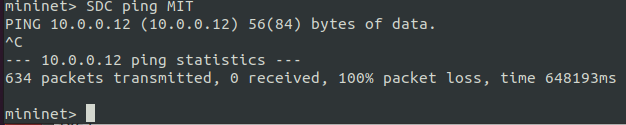 mininet> SDC ping MIT
PING 10.0.0.12 (10.0.0.12) 56(84) bytes of data.
^C
--- 10.0.0.12 ping statistics ---
634 packets transmitted, 0 received, 100% packet loss, time 648193ms
mininet>